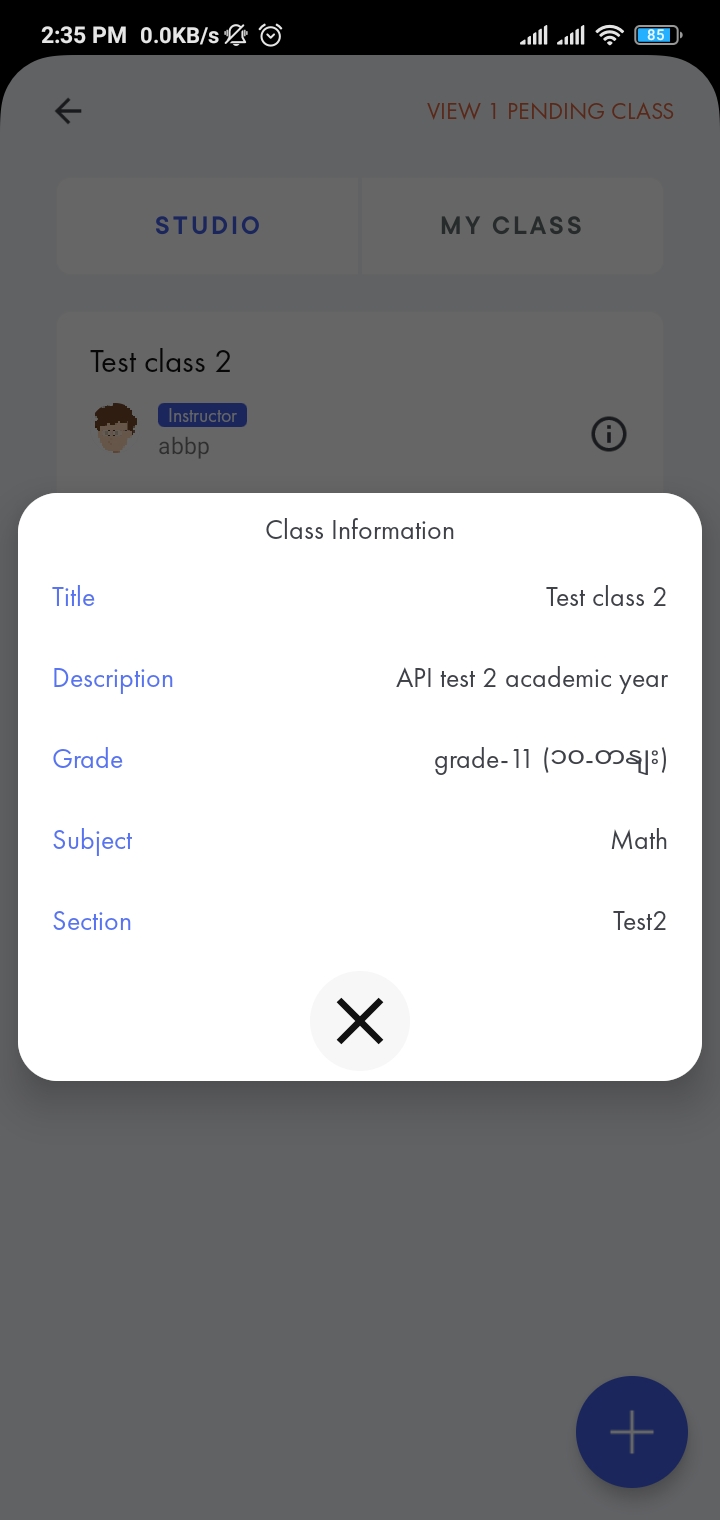 2:35 PM 0.0KB/s 85
VIEW 1 PENDING CLASS
STUDIO MY CLASS
Test class 2
Instructor
abbp
Class Information
Title Test class 2
Description API test 2 academic year
Grade grade-11 (၁၀-တန်း)
Subject Math
Section Test2